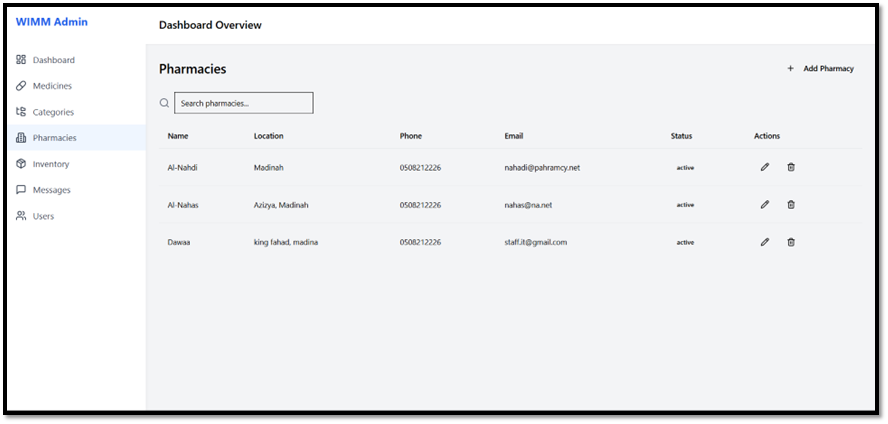 WIMM Admin
Dashboard Overview
Dashboard
Medicines
Categories
Pharmacies
Inventory
Messages
Users
Pharmacies
+ Add Pharmacy
Search pharmacies...
Name Location Phone Email Status Actions
Al-Nahdi Madinah 0508212226 nahadi@pahramcy.net active
Al-Nahas Azizya, Madinah 0508212226 nahas@na.net active
Dawaa king fahad, madina 0508212226 staff.it@gmail.com active